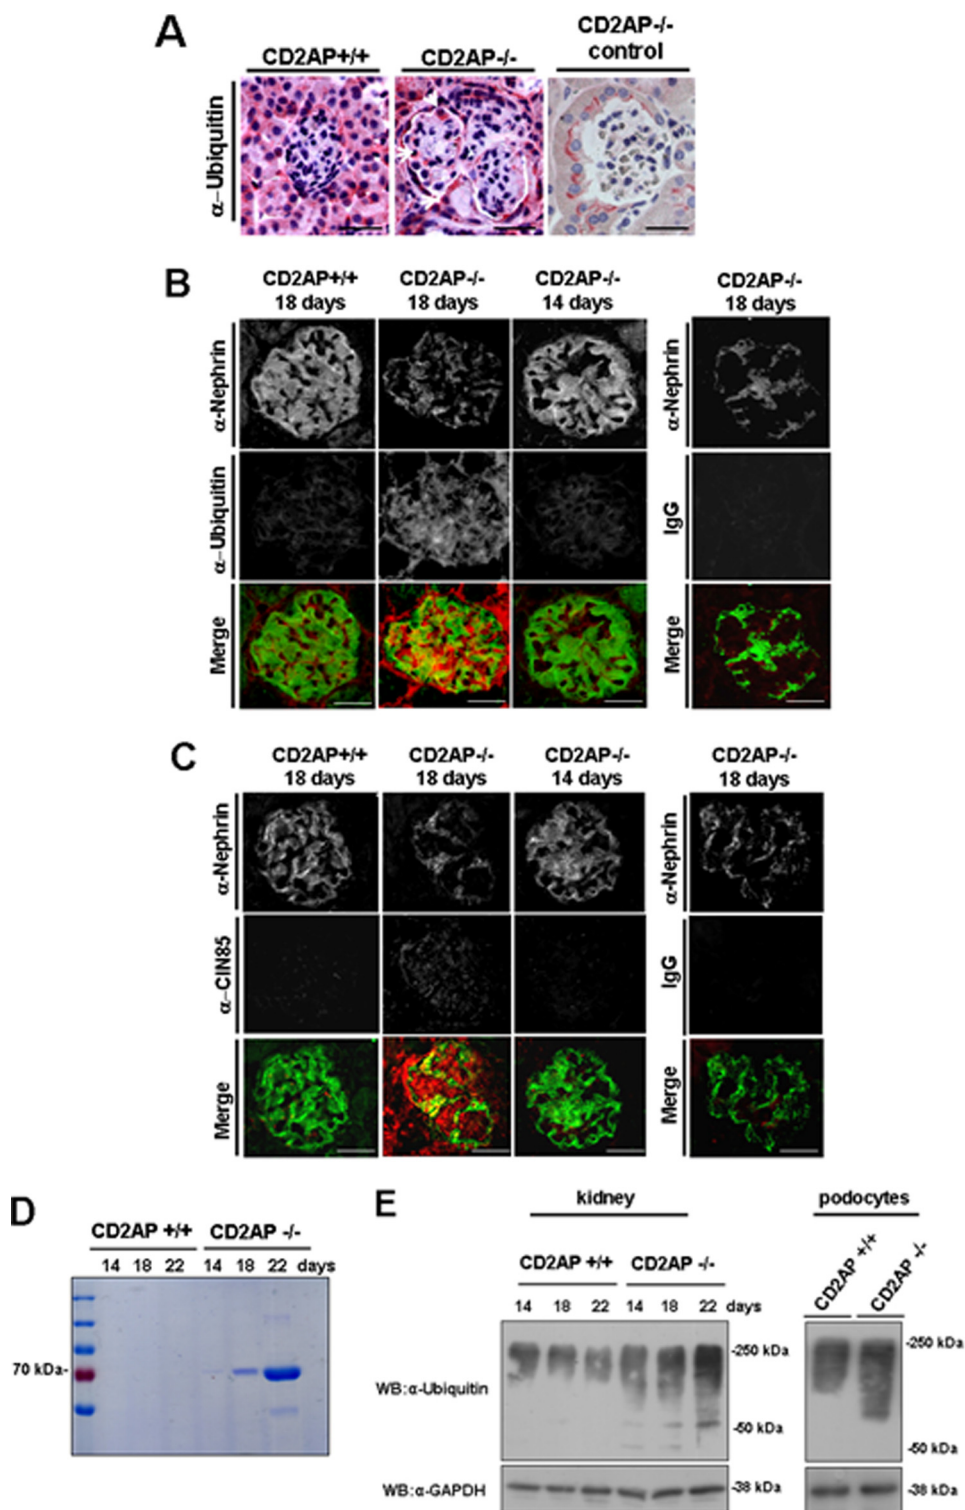 A
CD2AP+/+
CD2AP-/-
CD2AP-/-
control
α-Ubiquitin
B
CD2AP+/+
18 days
CD2AP-/-
18 days
CD2AP-/-
14 days
CD2AP-/-
18 days
α-Nephrin
α-Nephrin
α-Ubiquitin
IgG
Merge
Merge
C
CD2AP+/+
18 days
CD2AP-/-
18 days
CD2AP-/-
14 days
CD2AP-/-
18 days
α-Nephrin
α-Nephrin
α-CIN85
IgG
Merge
Merge
D
CD2AP +/+
CD2AP -/-
14 18 22 14 18 22 days
70 kDa-
E
kidney
podocytes
CD2AP +/+
CD2AP -/-
CD2AP +/+
CD2AP -/-
14 18 22 14 18 22 days
-250 kDa
-250 kDa
WB:α-Ubiquitin
-50 kDa
-50 kDa
WB:α-GAPDH
-38 kDa
-38 kDa